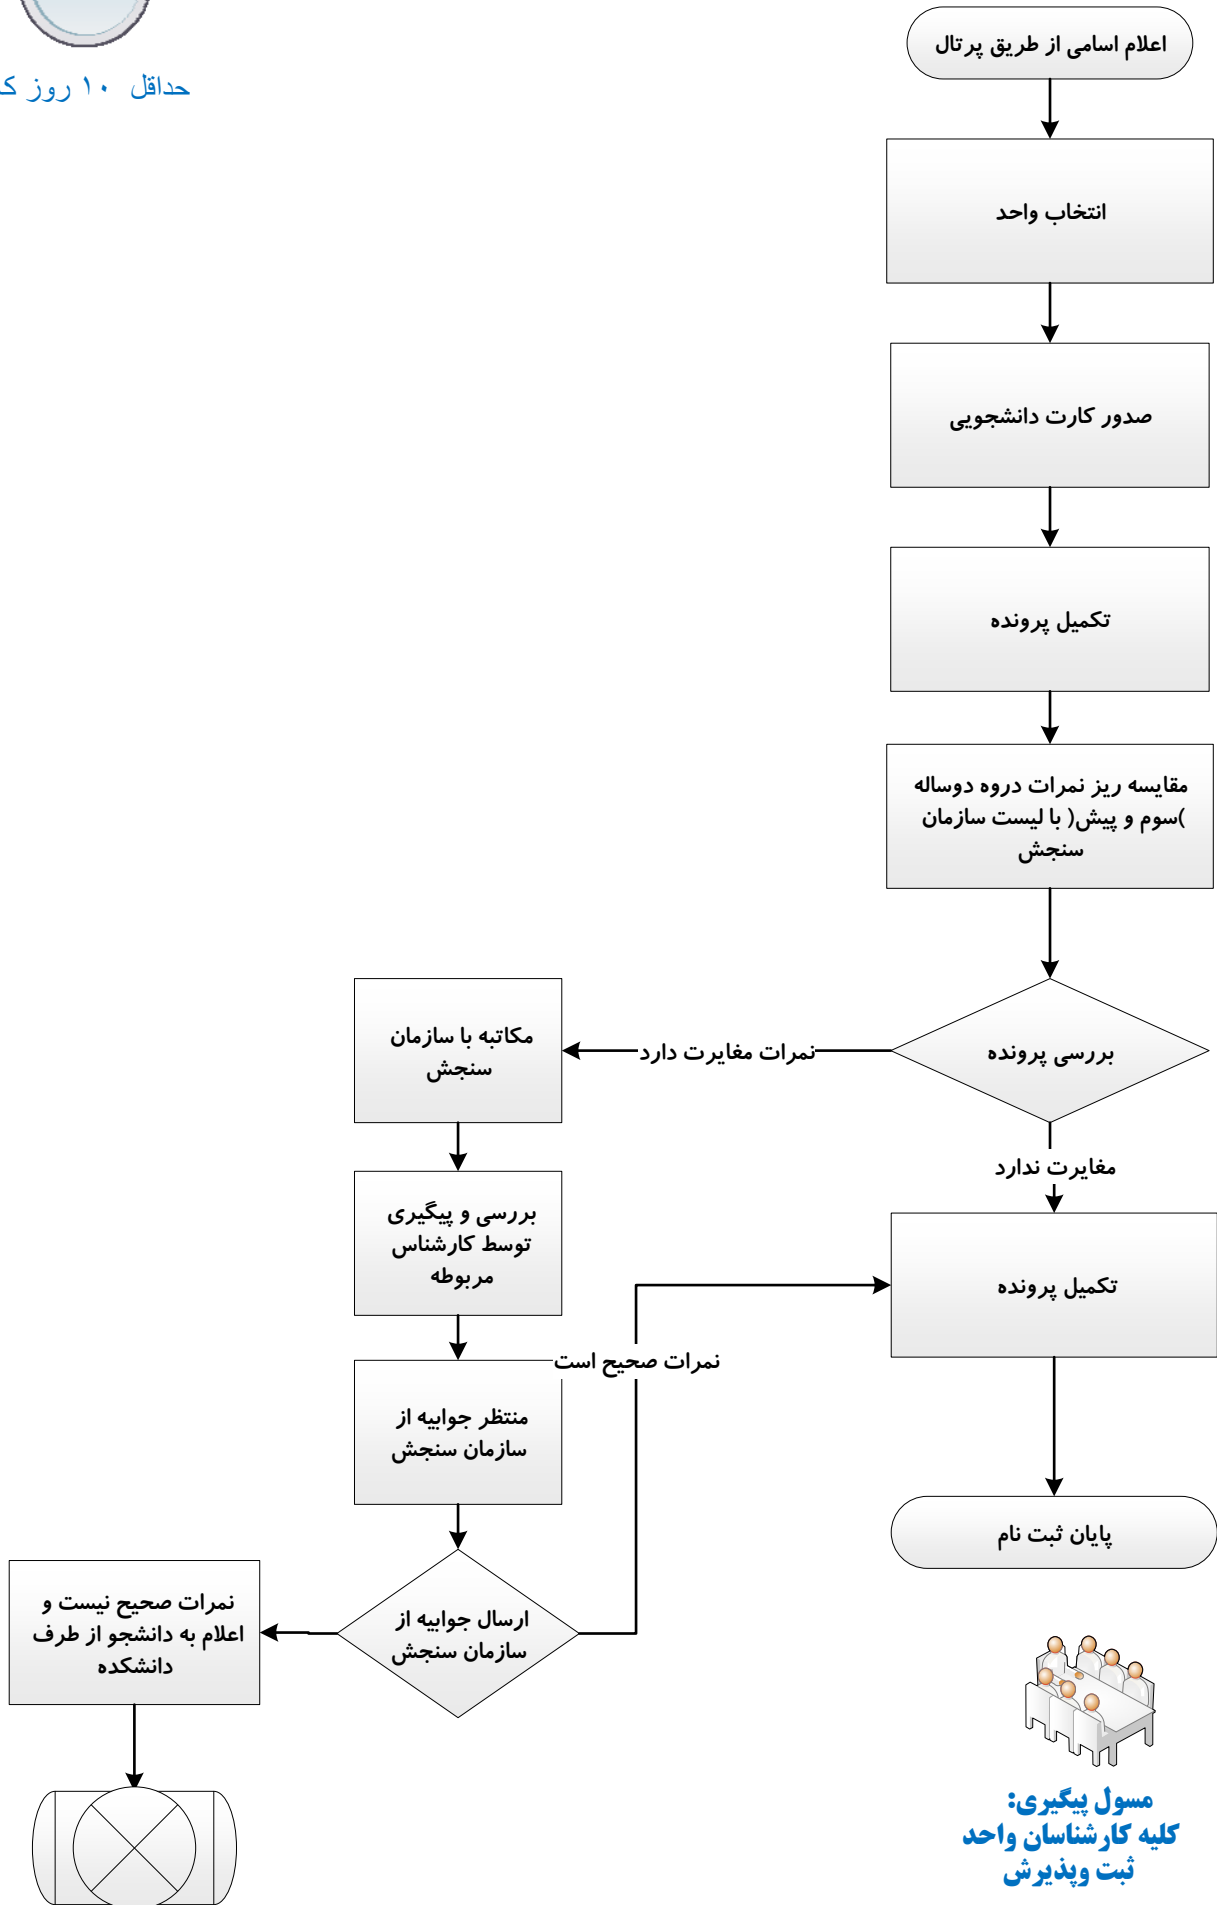 حداقل ۱۰ روز
اعلام اسامی از طریق پرتال
انتخاب واحد
صدور کارت دانشجویی
تکمیل پرونده
مقایسه ریز نمرات دروه دوساله
)سوم و پیش( با لیست سازمان
سنجش
بررسی پرونده
نمرات مغایرت دارد
مکاتبه با سازمان
سنجش
مغایرت ندارد
بررسی و پیگیری
توسط کارشناس
مربوطه
تکمیل پرونده
نمرات صحیح است
منتظر جوابیه از
سازمان سنجش
پایان ثبت نام
ارسال جوابیه از
سازمان سنجش
نمرات صحیح نیست و
اعلام به دانشجو از طرف
دانشکده
مسول پیگیری:
کلیه کارشناسان واحد
ثبت وپذیرش